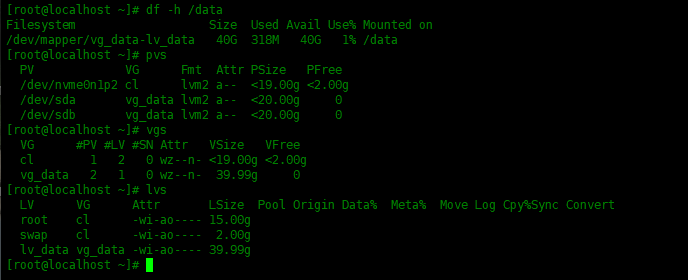 [root@localhost ~]# df -h /data
Filesystem                   Size  Used Avail Use% Mounted on
/dev/mapper/vg_data-lv_data   40G  318M   40G   1% /data
[root@localhost ~]# pvs
  PV             VG      Fmt  Attr PSize   PFree
  /dev/nvme0n1p2 cl      lvm2 a--  <19.00g <2.00g
  /dev/sda       vg_data lvm2 a--  <20.00g     0
  /dev/sdb       vg_data lvm2 a--  <20.00g     0
[root@localhost ~]# vgs
  VG      #PV #LV #SN Attr   VSize   VFree
  cl        1   2   0 wz--n- <19.00g <2.00g
  vg_data   2   1   0 wz--n-  39.99g     0
[root@localhost ~]# lvs
  LV      VG      Attr       LSize  Pool Origin Data%  Meta%  Move Log Cpy%Sync Convert
  root    cl      -wi-ao---- 15.00g
  swap    cl      -wi-ao----  2.00g
  lv_data vg_data -wi-ao---- 39.99g
[root@localhost ~]#